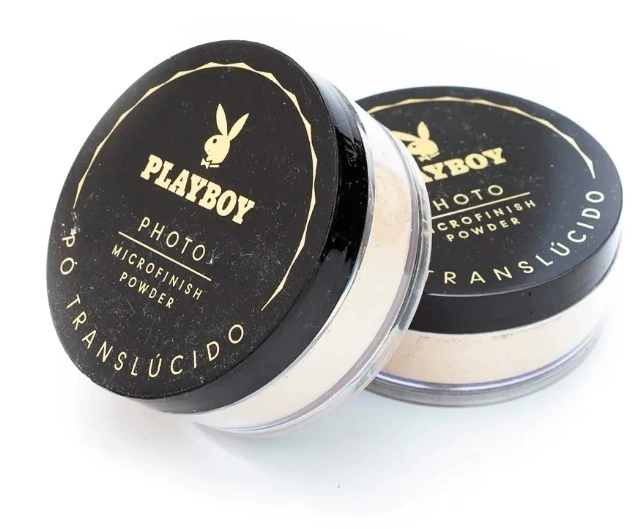 PLAYBOY
PHOTO
MICROFINISH
POWDER
PÓ TRANSLÚCIDO
PHOTO
MICROFINISH
POWDER
TRANSLÚCIDO